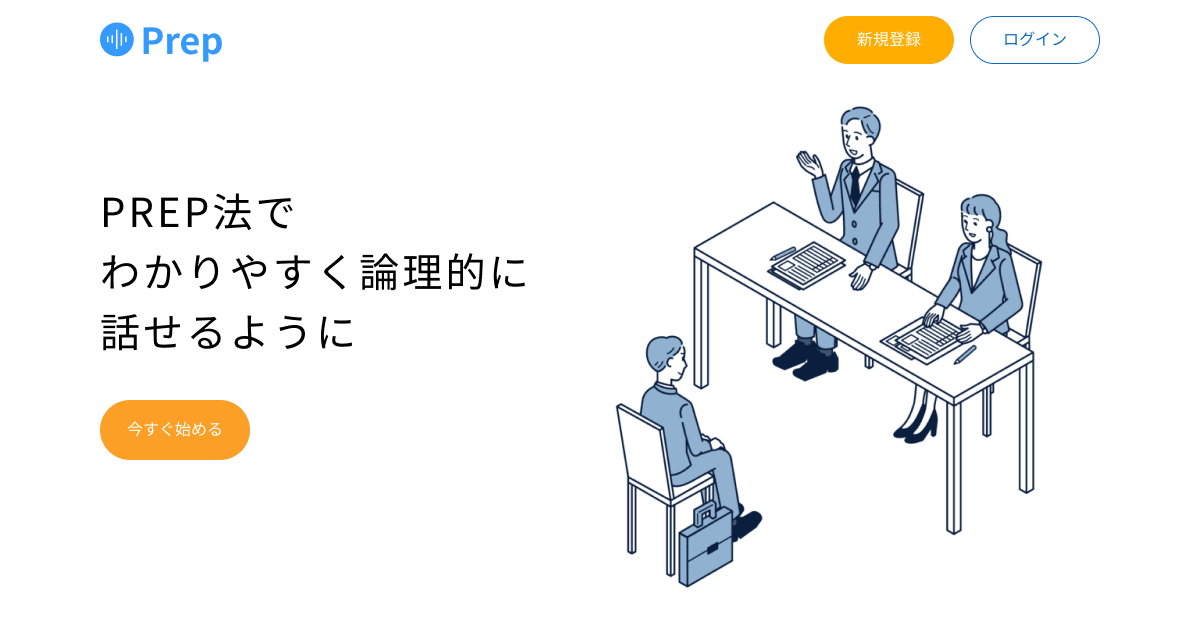 Prep
新規登録
ログイン
PREP法で
わかりやすく論理的に
話せるように
今すぐ始める